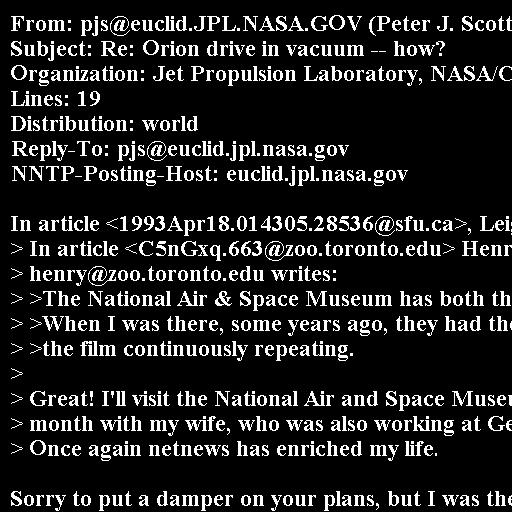 From: pjs@euclid.JPL.NASA.GOV (Peter J. Scott
Subject: Re: Orion drive in vacuum -- how?
Organization: Jet Propulsion Laboratory, NASA/C
Lines: 19
Distribution: world
Reply-To: pjs@euclid.jpl.nasa.gov
NNTP-Posting-Host: euclid.jpl.nasa.gov

In article <1993Apr18.014305.28536@sfu.ca>, Leig
> In article <C5nGxq.663@zoo.toronto.edu> Henr
> henry@zoo.toronto.edu writes:
> >The National Air & Space Museum has both th
> >When I was there, some years ago, they had the
> >the film continuously repeating.
>
> Great! I'll visit the National Air and Space Museu
> month with my wife, who was also working at Ge
> Once again netnews has enriched my life.

Sorry to put a damper on your plans, but I was the